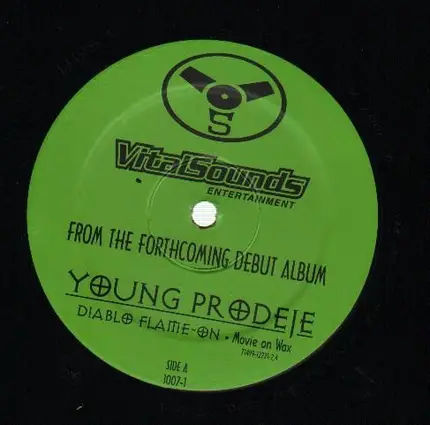 S
VitalSounds
ENTERTAINMENT
FROM THE FORTHCOMING DEBUT ALBUM
YOUNG PRODEJE
DIABLO FLAME-ON • Movie on Wax
SIDE A
1007-1